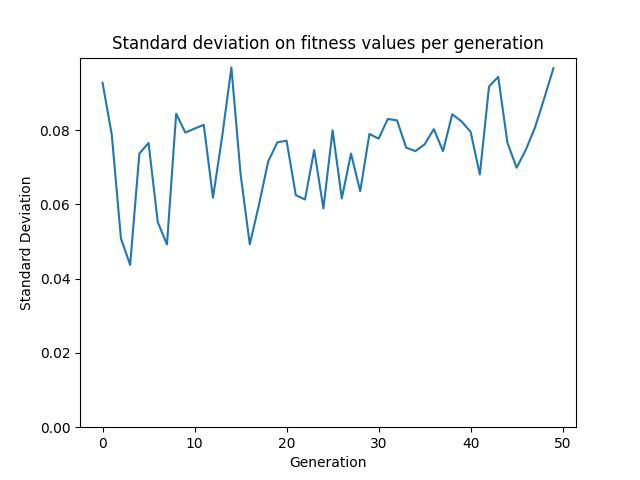 Standard deviation on fitness values per generation
Standard Deviation
0.08
0.06
0.04
0.02
0.00
0 10 20 30 40 50
Generation